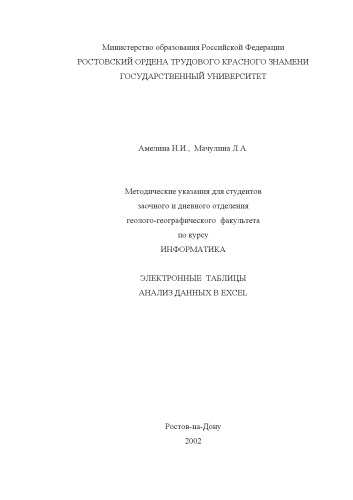 Министерство образования Российской Федерации
РОСТОВСКИЙ ОРДЕНА ТРУДОВОГО КРАСНОГО ЗНАМЕНИ
ГОСУДАРСТВЕННЫЙ УНИВЕРСИТЕТ
Амелина Н.И., Мачулина Л.А.
Методические указания для студентов
заочного и дневного отделения
геолого-географического факультета
по курсу
ИНФОРМАТИКА
ЭЛЕКТРОННЫЕ ТАБЛИЦЫ
АНАЛИЗ ДАННЫХ В EXCEL
Ростов-на-Дону
2002